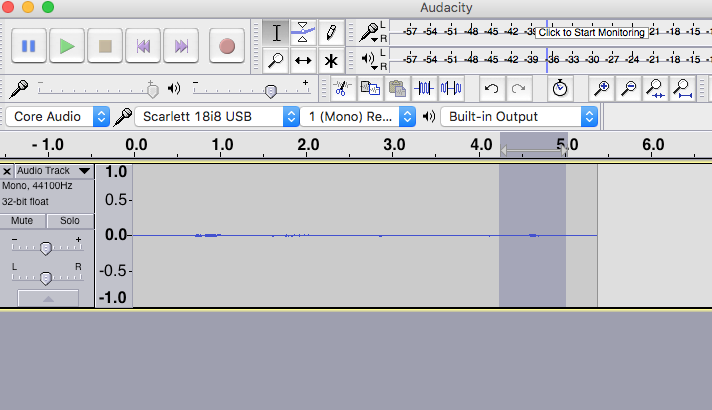 Audacity
L
R
-57 -54 -51 -48 -45 -42 -39 Click to Start Monitoring 21 -18 -15
L
R
-57 -54 -51 -48 -45 -42 -39 -36 -33 -30 -27 -24 -21 -18 -15
- +
- +
Core Audio
Scarlett 18i8 USB
1 (Mono) Re...
Built-in Output
- 1.0 0.0 1.0 2.0 3.0 4.0 5.0 6.0
Audio Track
Mono, 44100Hz
32-bit float
Mute Solo
- +
L R
1.0
0.5-
0.0-
-0.5-
-1.0